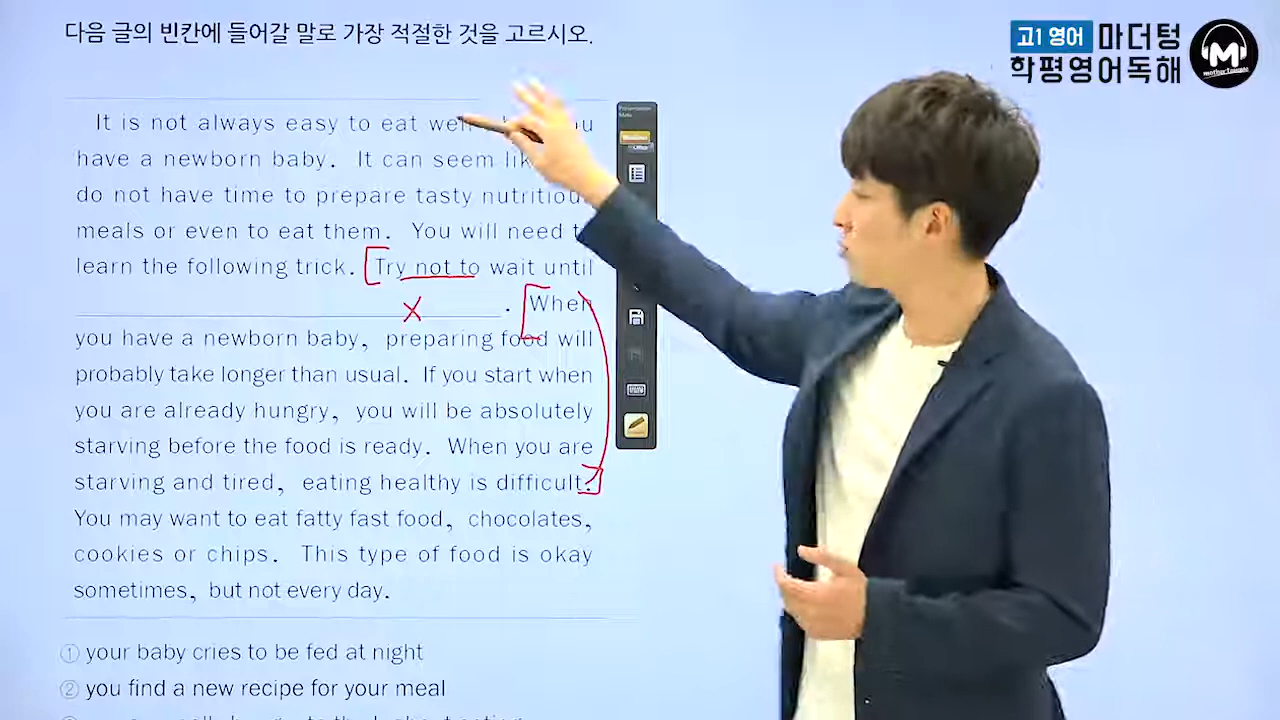 다음 글의 빈칸에 들어갈 말로 가장 적절한 것을 고르시오.
고1 영어 마더텅
학평영어독해
M
mother tongue
It is not always easy to eat well
have a newborn baby. It can seem
do not have time to prepare tasty
meals or even to eat them. You will need
learn the following trick. Try not to wait until
. When
X
you have a newborn baby, preparing food will
probably take longer than usual. If you start when
you are already hungry, you will be absolutely
starving before the food is ready. When you are
starving and tired, eating healthy is difficult.
You may want to eat fatty fast food, chocolates,
cookies or chips. This type of food is okay
sometimes, but not every day.
① your baby cries to be fed at night
② you find a new recipe for your meal